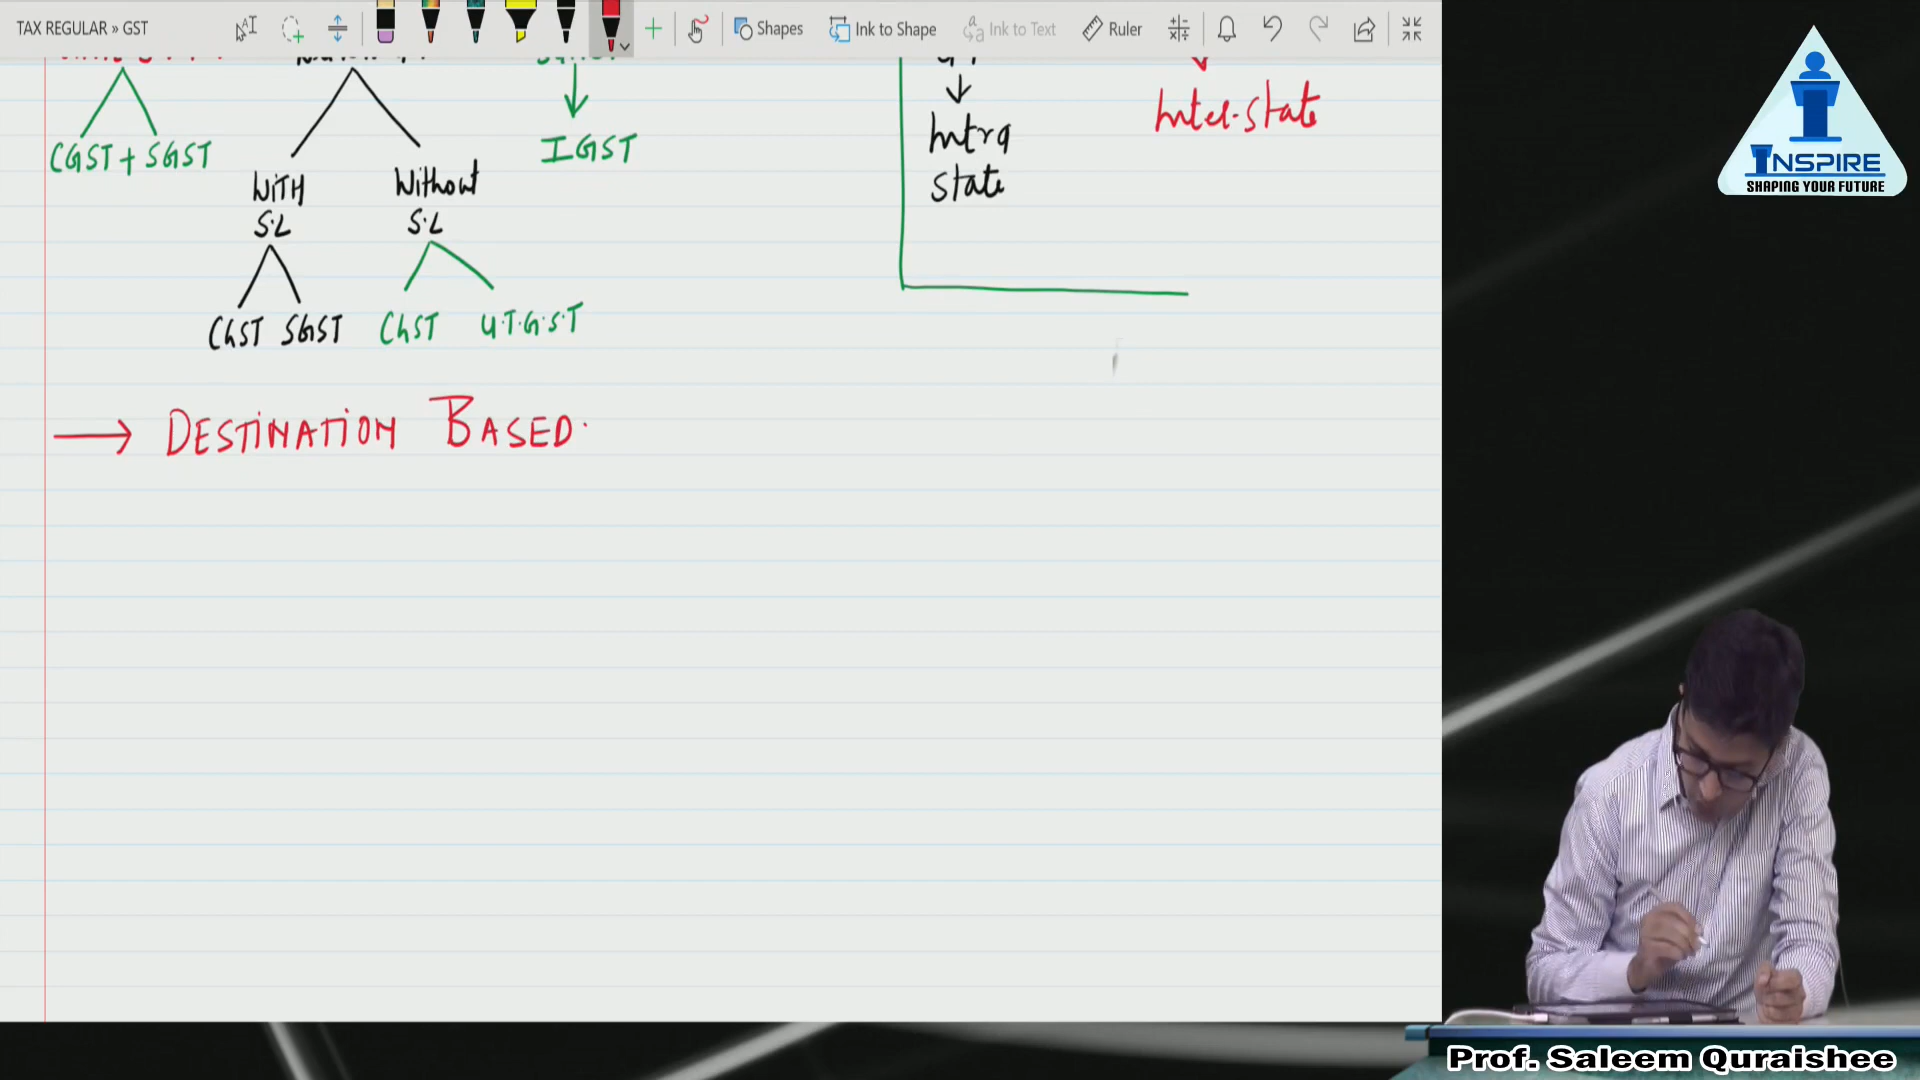 TAX REGULAR » GST
Shapes
Ink to Shape
Ink to Text
Ruler
CGST + SGST
WITH
S.L
Without
S.L
IGST
CGST SGST
CGST U.T.G.S.T
Intra
state
Inter-state
→ DESTINATION BASED.
INSPIRE
SHAPING YOUR FUTURE
Prof. Saleem Quraishee